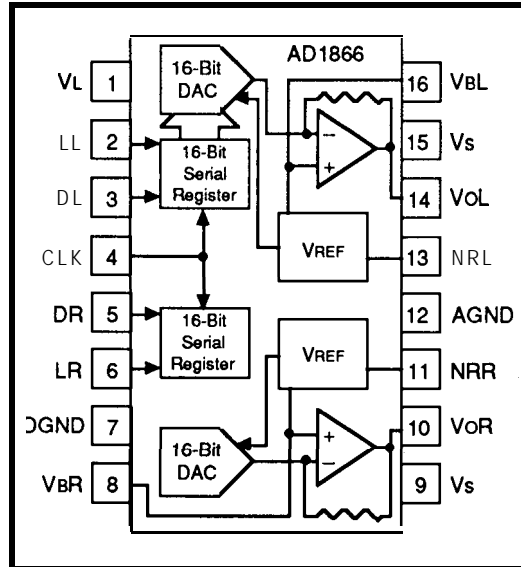 AD1866
VL 1
LL 2
DL 3
CLK 4
DR 5
LR 6
DGND 7
VBR 8
16 VBL
15 Vs
14 VOL
13 NRL
12 AGND
11 NRR
10 VOR
9 Vs
16-Bit
DAC
16-Bit
Serial
Register
VREF
−
+
16-Bit
Serial
Register
VREF
16-Bit
DAC
+
−